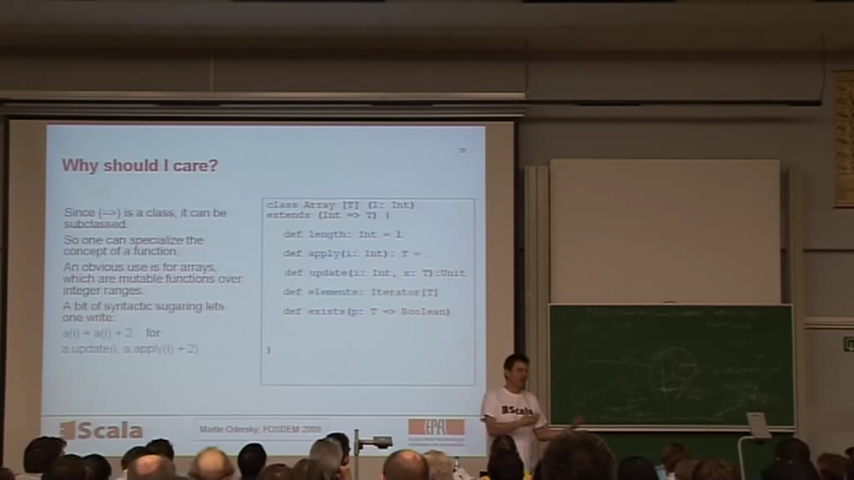 Why should I care?
Since (=>) is a class, it can be
subclassed.
So one can specialize the
concept of a function.
An obvious use is for arrays,
which are mutable functions over
integer ranges.
A bit of syntactic sugaring lets
one write:
a(i) = a(i) + 2 for
a.update(i, a.apply(i) + 2)
class Array [T] (l: Int)
extends (Int => T) {
def length: Int = l
def apply(i: Int): T =
def update(i: Int, x: T):Unit
def elements: Iterator[T]
def exists(p: T => Boolean)
}
Scala
Martin Odersky, FOSDEM 2009
EPFL
Scala